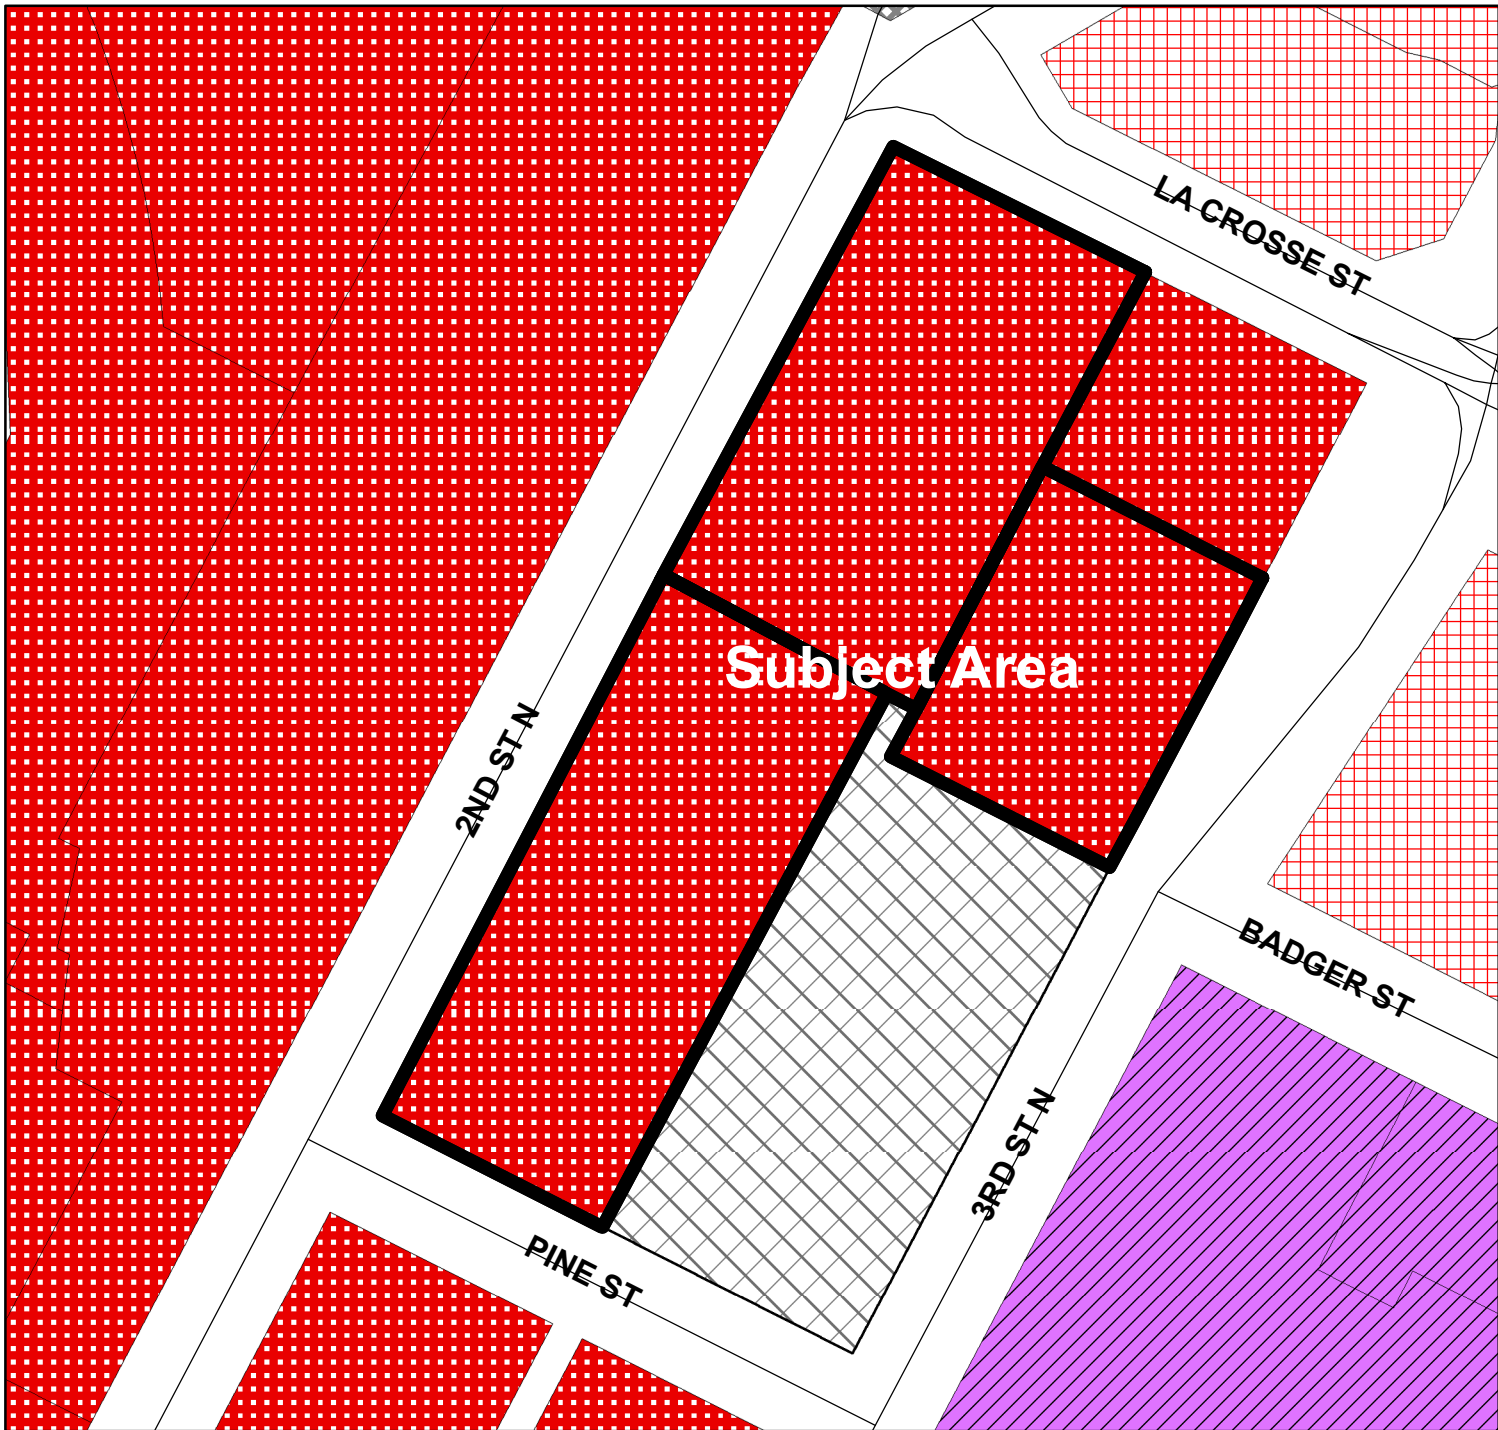 LA CROSSE ST
Subject Area
2ND ST N
BADGER ST
3RD ST N
PINE ST